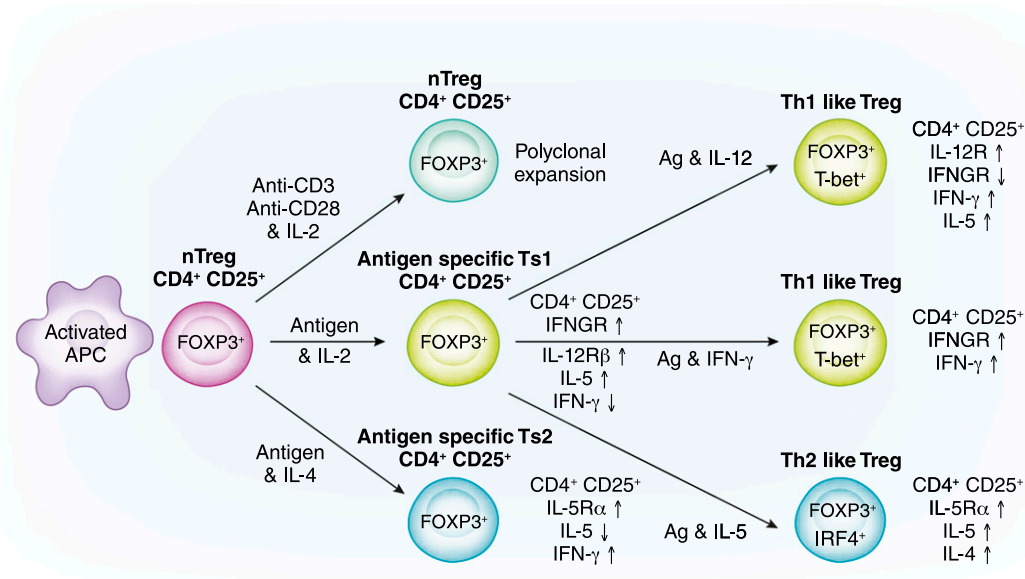 nTreg
CD4⁺ CD25⁺
FOXP3⁺
Polyclonal
expansion
Th1 like Treg
FOXP3⁺
T-bet⁺
CD4⁺ CD25⁺
IL-12R ↑
IFNGR ↓
IFN-γ ↑
IL-5 ↑
Ag & IL-12
Anti-CD3
Anti-CD28
& IL-2
Activated
APC
nTreg
CD4⁺ CD25⁺
FOXP3⁺
Antigen
& IL-2
Antigen specific Ts1
CD4⁺ CD25⁺
FOXP3⁺
CD4⁺ CD25⁺
IFNGR ↑
IL-12Rβ ↑
IL-5 ↑
IFN-γ ↓
Ag & IFN-γ
Th1 like Treg
FOXP3⁺
T-bet⁺
CD4⁺ CD25⁺
IFNGR ↑
IFN-γ ↑
Antigen
& IL-4
Antigen specific Ts2
CD4⁺ CD25⁺
FOXP3⁺
CD4⁺ CD25⁺
IL-5Rα ↑
IL-5 ↓
IFN-γ ↑
Ag & IL-5
Th2 like Treg
FOXP3⁺
IRF4⁺
CD4⁺ CD25⁺
IL-5Rα ↑
IL-5 ↑
IL-4 ↑